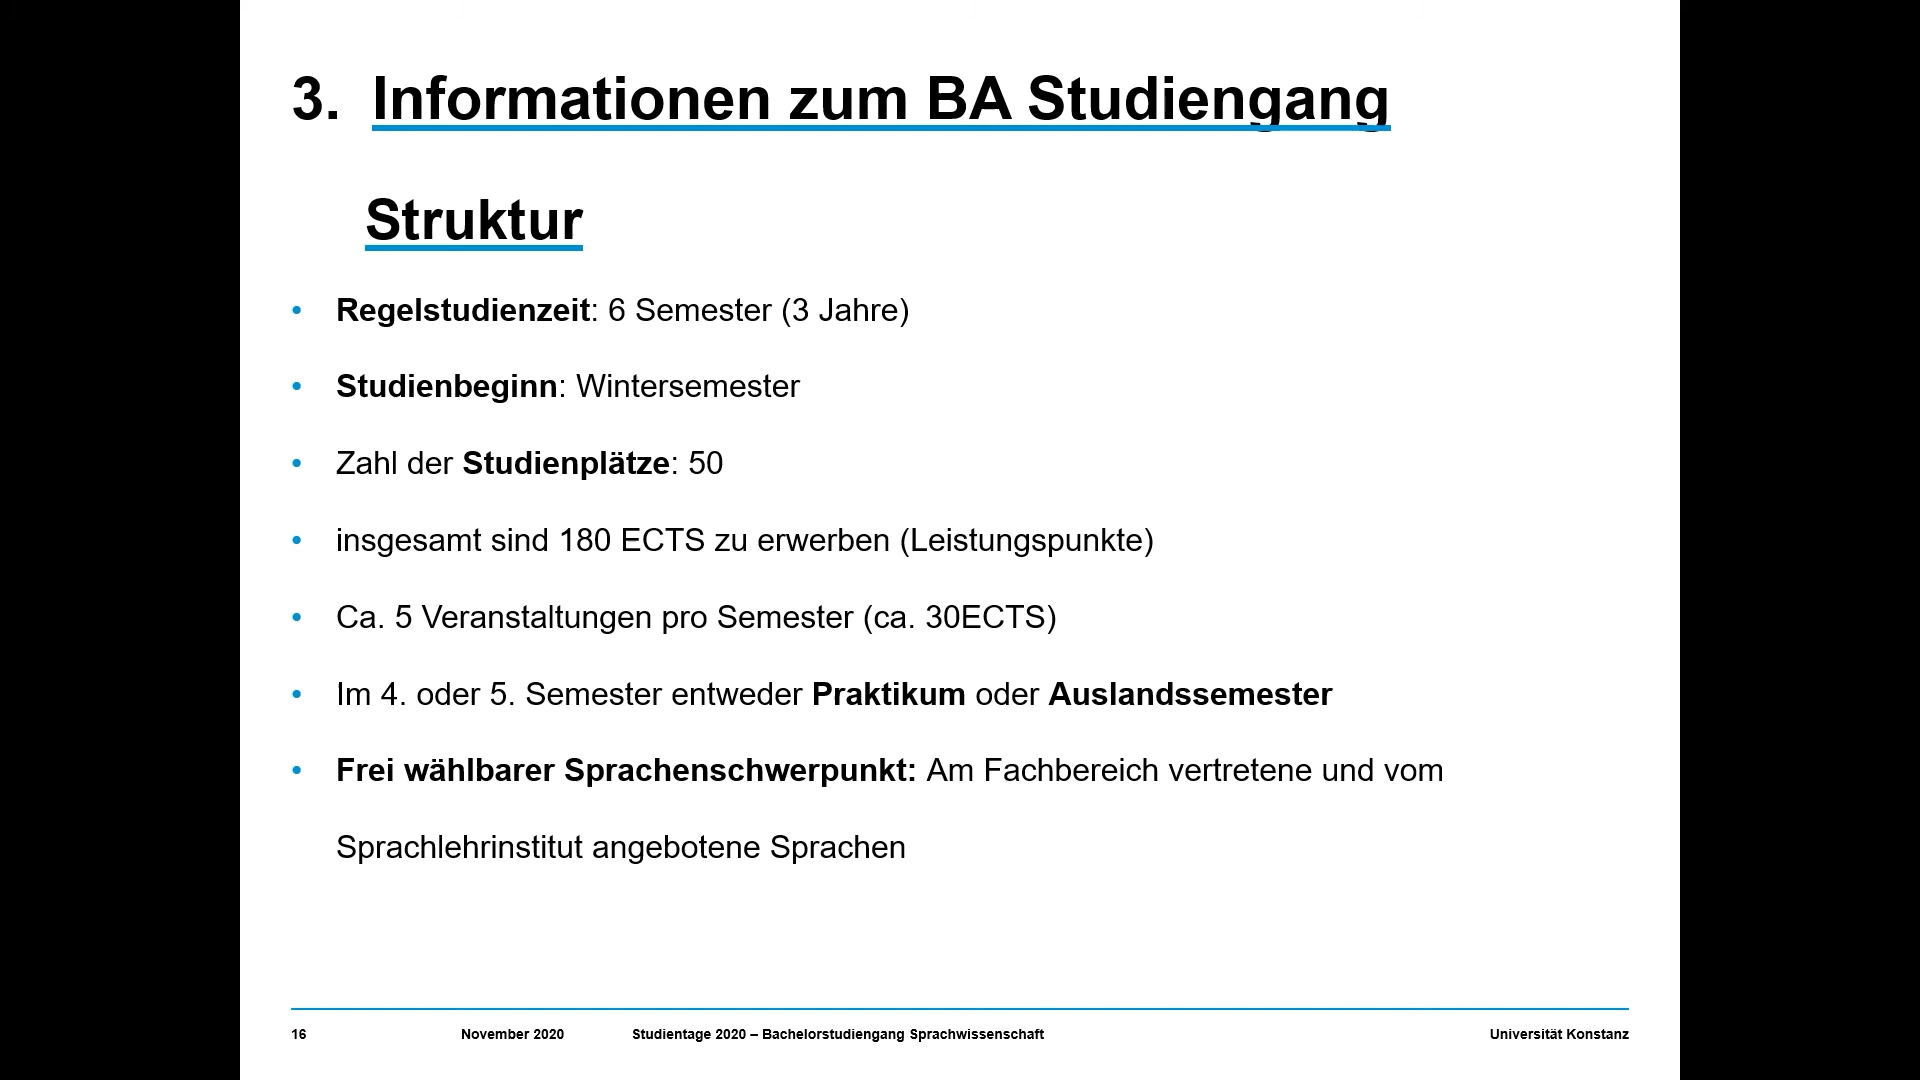 3. Informationen zum BA Studiengang
Struktur
• Regelstudienzeit: 6 Semester (3 Jahre)
• Studienbeginn: Wintersemester
• Zahl der Studienplätze: 50
• insgesamt sind 180 ECTS zu erwerben (Leistungspunkte)
• Ca. 5 Veranstaltungen pro Semester (ca. 30ECTS)
• Im 4. oder 5. Semester entweder Praktikum oder Auslandssemester
• Frei wählbarer Sprachenschwerpunkt: Am Fachbereich vertretene und vom
Sprachlehrinstitut angebotene Sprachen
16 November 2020 Studientage 2020 – Bachelorstudiengang Sprachwissenschaft Universität Konstanz